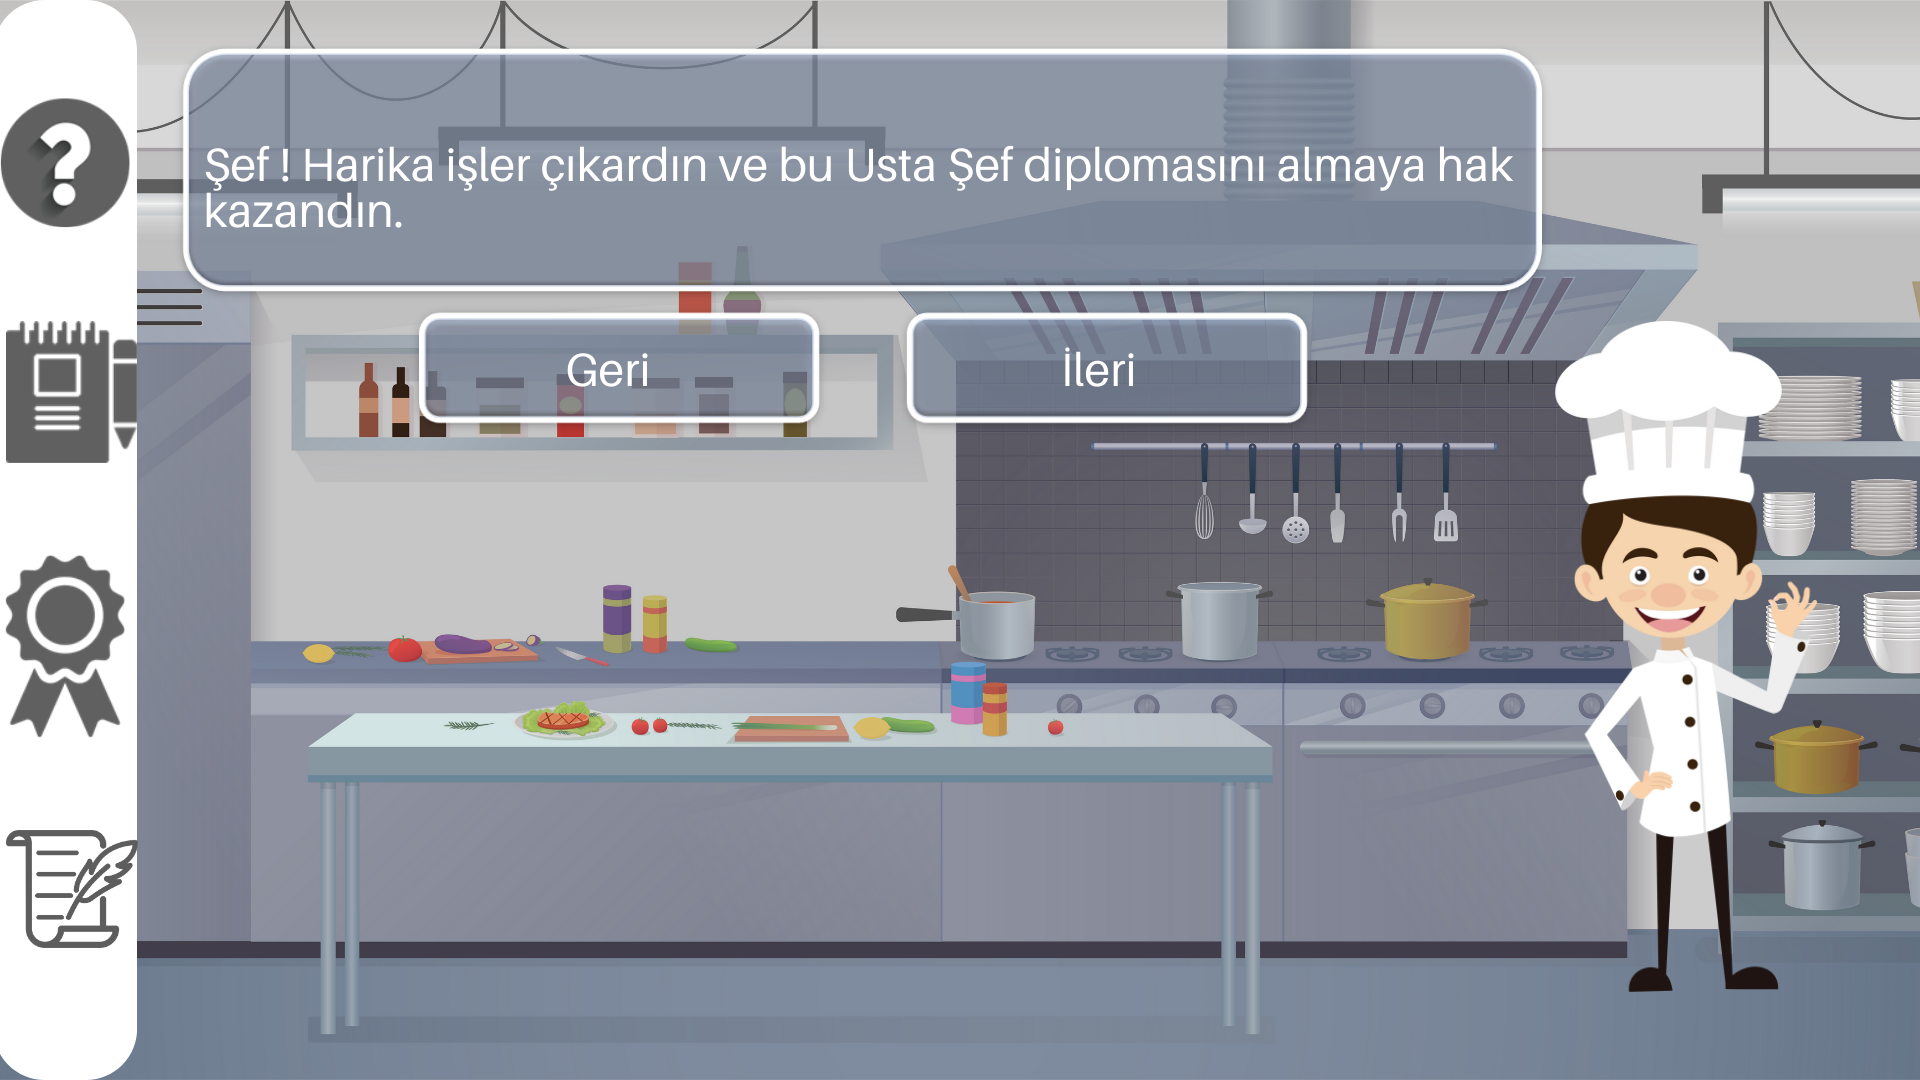 Şef ! Harika işler çıkardın ve bu Usta Şef diplomasını almaya hak
kazandın.
Geri
İleri